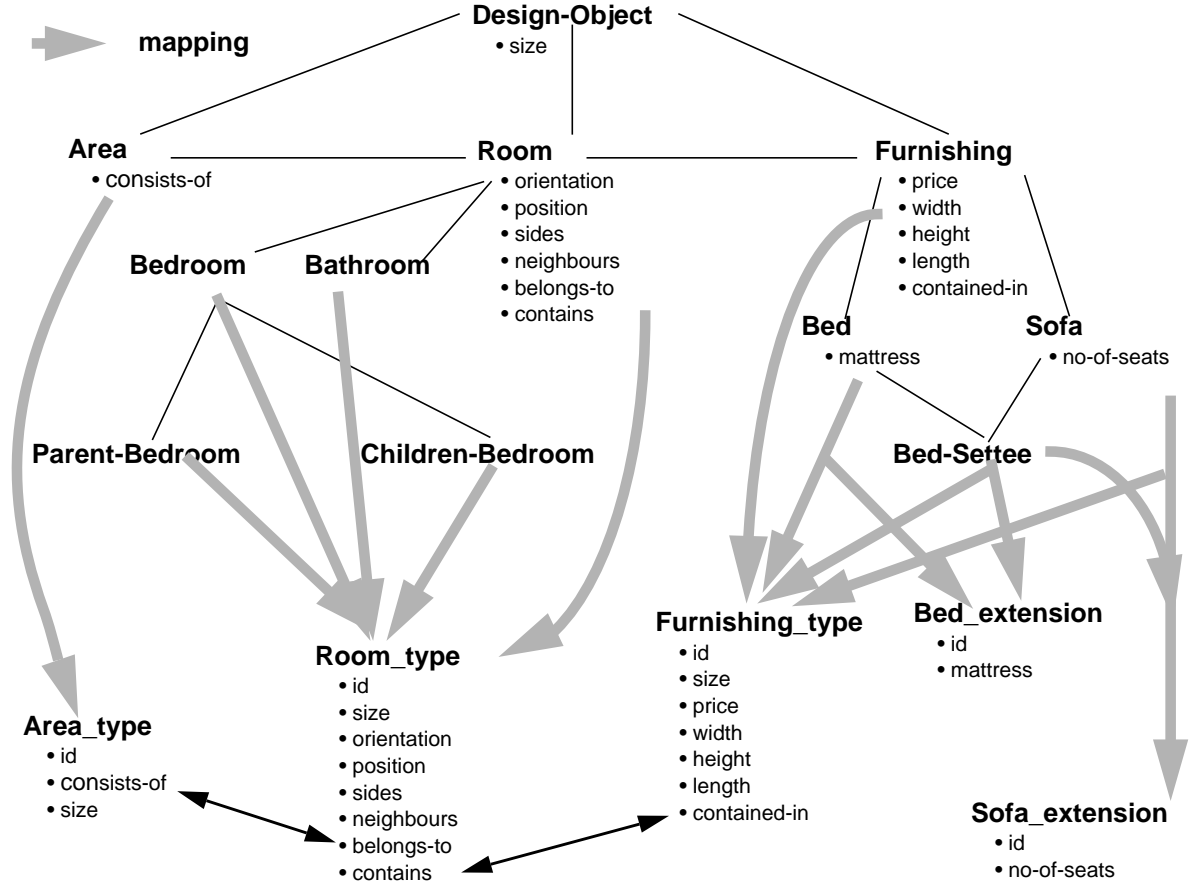 Design-Object
• size
mapping
Area
• consists-of
Room
• orientation
• position
• sides
• neighbours
• belongs-to
• contains
Furnishing
• price
• width
• height
• length
• contained-in
Bedroom
Bathroom
Bed
• mattress
Sofa
• no-of-seats
Parent-Bedroom
Children-Bedroom
Bed-Settee
Area_type
• id
• consists-of
• size
Room_type
• id
• size
• orientation
• position
• sides
• neighbours
• belongs-to
• contains
Furnishing_type
• id
• size
• price
• width
• height
• length
• contained-in
Bed_extension
• id
• mattress
Sofa_extension
• id
• no-of-seats